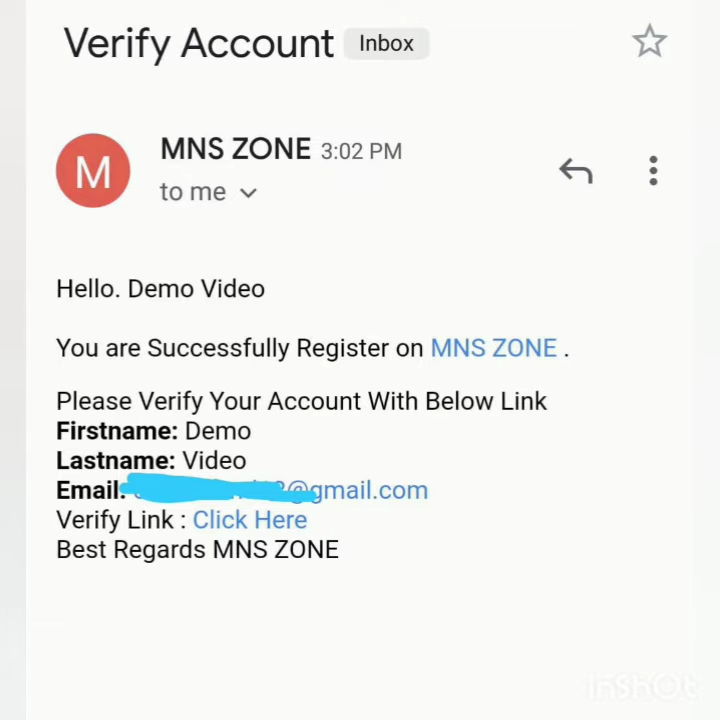 Verify Account Inbox
M
MNS ZONE 3:02 PM
to me
Hello. Demo Video
You are Successfully Register on MNS ZONE .
Please Verify Your Account With Below Link
Firstname: Demo
Lastname: Video
Email: @gmail.com
Verify Link : Click Here
Best Regards MNS ZONE
InShOt